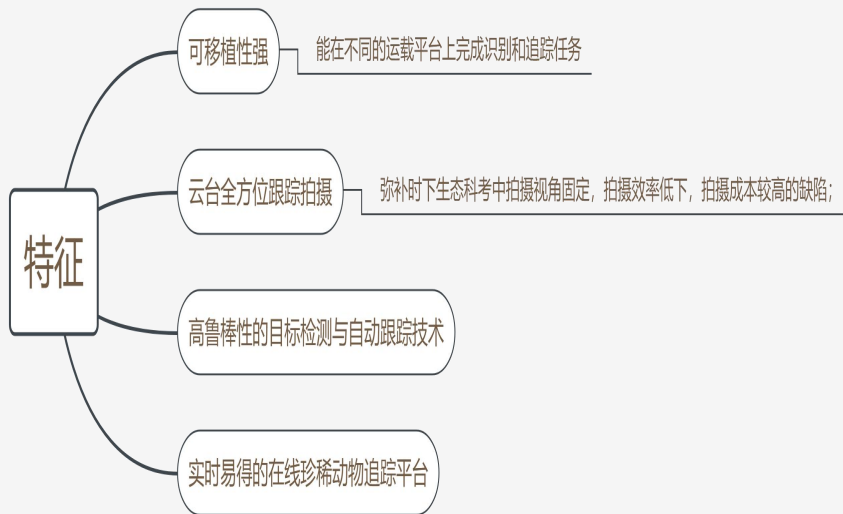 特征
可移植性强
能在不同的运载平台上完成识别和追踪任务
云台全方位跟踪拍摄
弥补时下生态科考中拍摄视角固定，拍摄效率低下，拍摄成本较高的缺陷；
高鲁棒性的目标检测与自动跟踪技术
实时易得的在线珍稀动物追踪平台